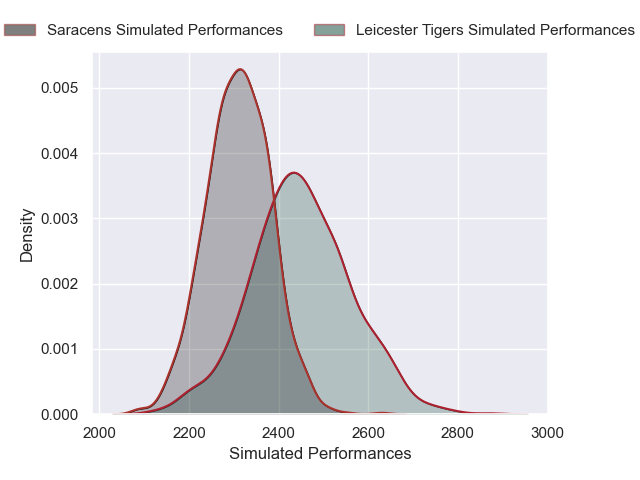 Saracens Simulated Performances
Leicester Tigers Simulated Performances
0.005
0.004
0.003
0.002
0.001
0.000
Density
2000 2200 2400 2600 2800 3000
Simulated Performances